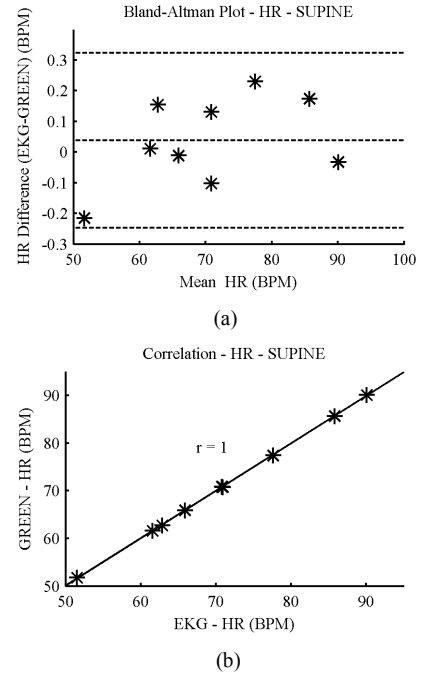 Bland-Altman Plot - HR - SUPINE
HR Difference (EKG-GREEN) (BPM)
0.3
0.2
0.1
0
-0.1
-0.2
-0.3
50 60 70 80 90 100
Mean HR (BPM)
(a)
Correlation - HR - SUPINE
GREEN - HR (BPM)
90
80
70
60
50
r = 1
50 60 70 80 90
EKG - HR (BPM)
(b)